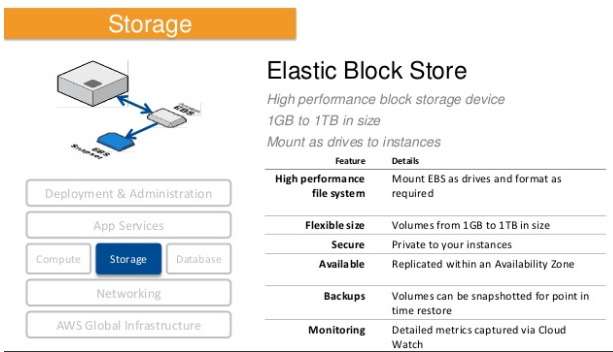 Storage
Elastic Block Store
High performance block storage device
1GB to 1TB in size
Mount as drives to instances
EBS
EBS
Snapshot
Deployment & Administration
App Services
Compute Storage Database
Networking
AWS Global Infrastructure
Feature Details
High performance Mount EBS as drives and format as
file system required
Flexible size Volumes from 1GB to 1TB in size
Secure Private to your instances
Available Replicated within an Availability Zone
Backups Volumes can be snapshotted for point in
time restore
Monitoring Detailed metrics captured via Cloud
Watch